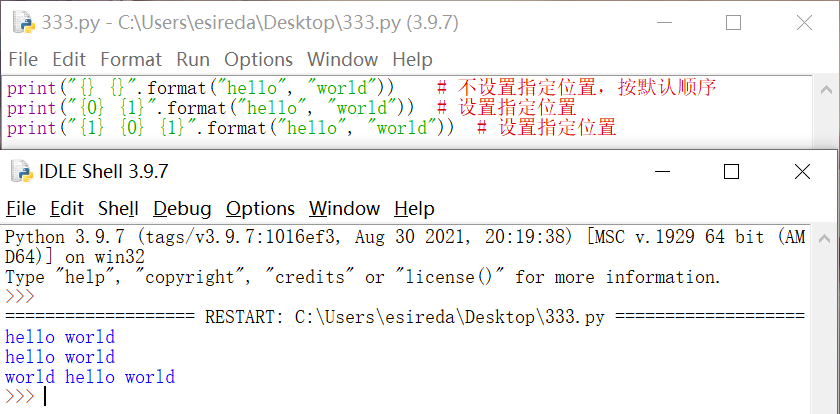 333.py - C:\Users\esireda\Desktop\333.py (3.9.7)
File Edit Format Run Options Window Help
print("{} {}".format("hello", "world"))    # 不设置指定位置，按默认顺序
print("{0} {1}".format("hello", "world"))  # 设置指定位置
print("{1} {0} {1}".format("hello", "world"))  # 设置指定位置
IDLE Shell 3.9.7
File Edit Shell Debug Options Window Help
Python 3.9.7 (tags/v3.9.7:1016ef3, Aug 30 2021, 20:19:38) [MSC v.1929 64 bit (AM
D64)] on win32
Type "help", "copyright", "credits" or "license()" for more information.
>>>
=================== RESTART: C:\Users\esireda\Desktop\333.py ===================
hello world
hello world
world hello world
>>>